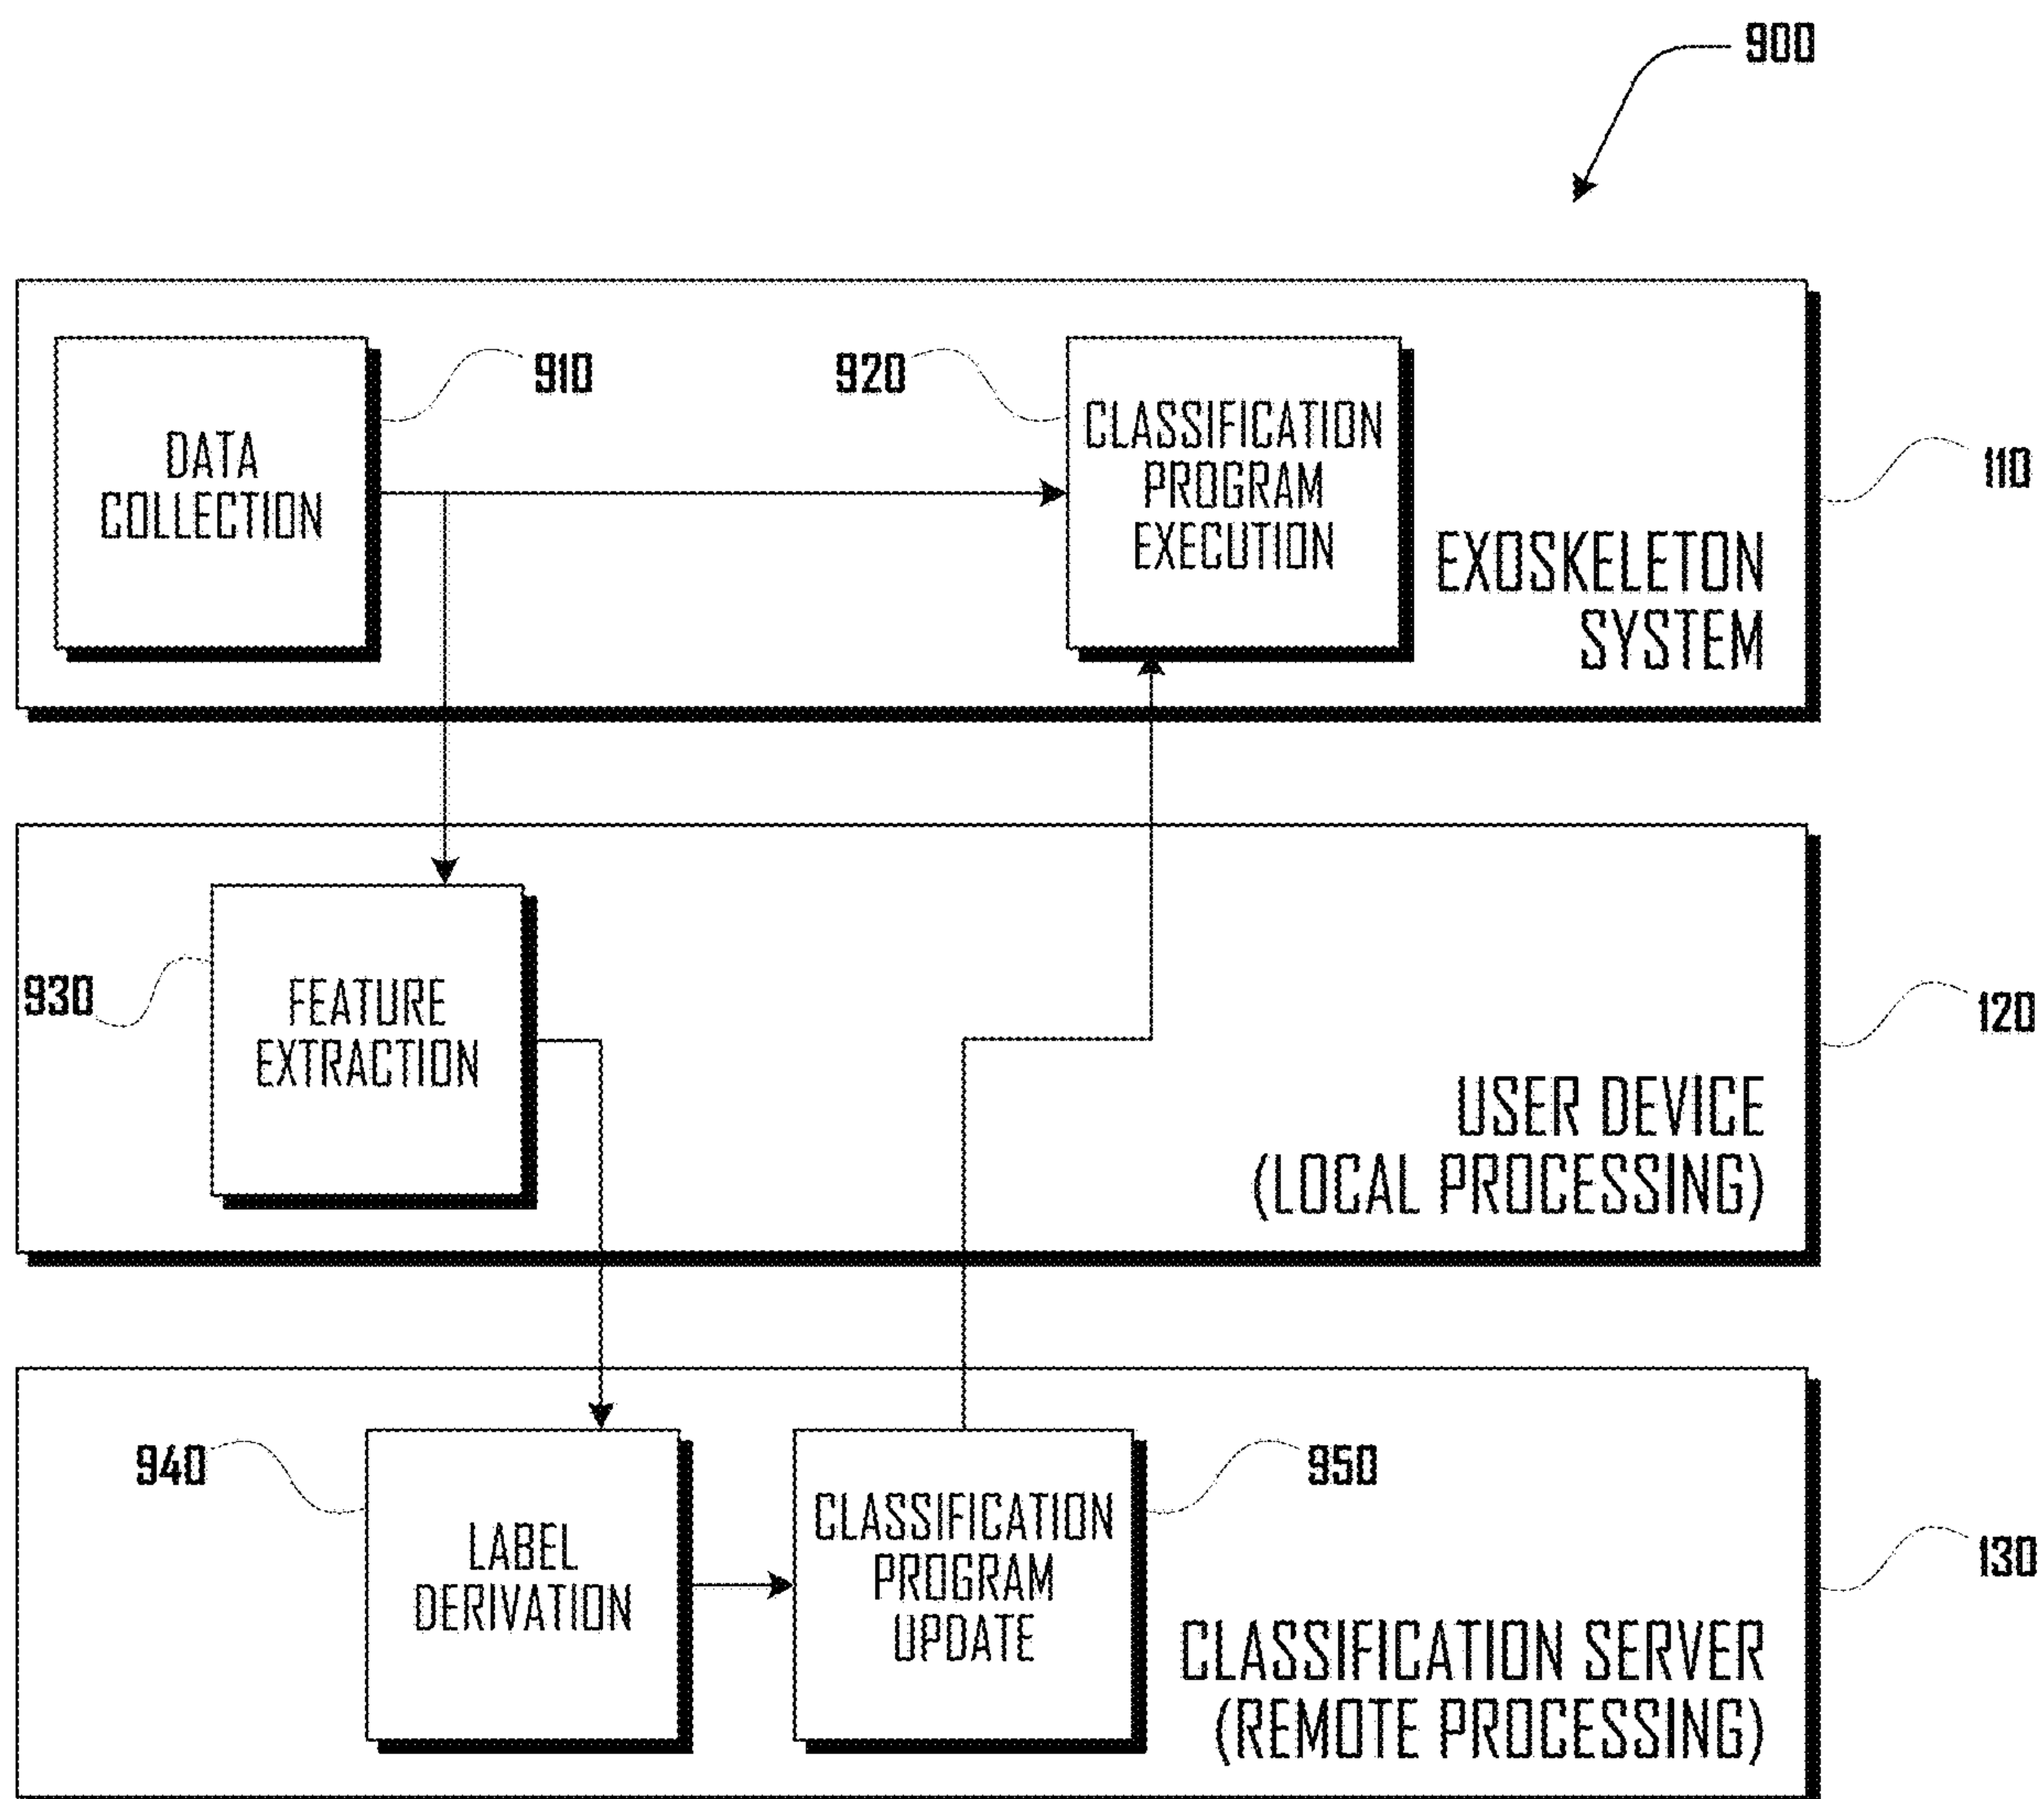 900
DATA
COLLECTION
910
920
CLASSIFICATION
PROGRAM
EXECUTION
EXOSKELETON
SYSTEM
110
930
FEATURE
EXTRACTION
USER DEVICE
(LOCAL PROCESSING)
120
940
LABEL
DERIVATION
CLASSIFICATION
PROGRAM
UPDATE
950
CLASSIFICATION SERVER
(REMOTE PROCESSING)
130